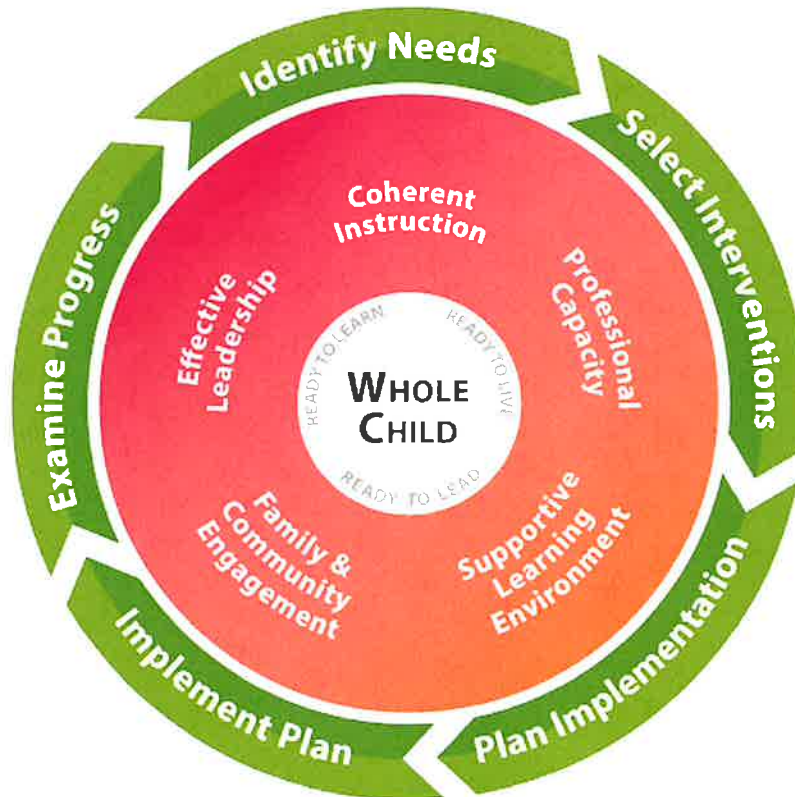 Identify Needs
Select Interventions
Plan Implementation
Implement Plan
Examine Progress
Coherent
Instruction
Professional
Capacity
Supportive
Learning
Environment
Family &
Community
Engagement
Effective
Leadership
READY TO LEARN
READY TO LIVE
READY TO LEAD
WHOLE
CHILD